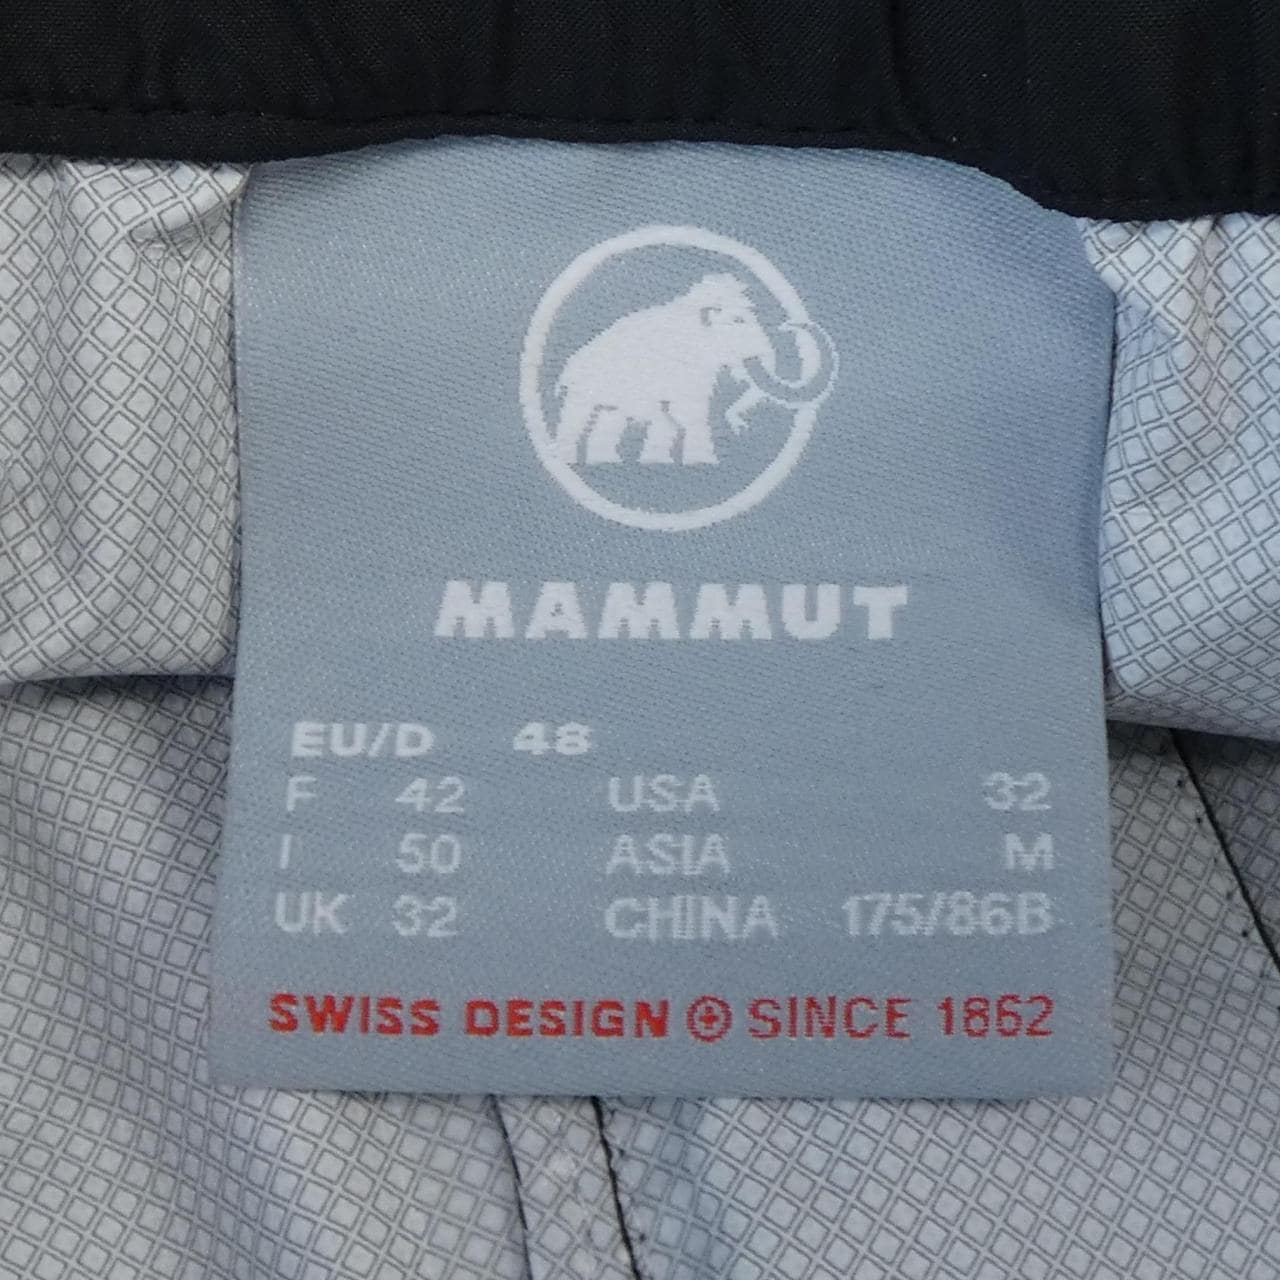 MAMMUT
EU/D 48
F 42 USA 32
I 50 ASIA M
UK 32 CHINA 175/86B
SWISS DESIGN SINCE 1862